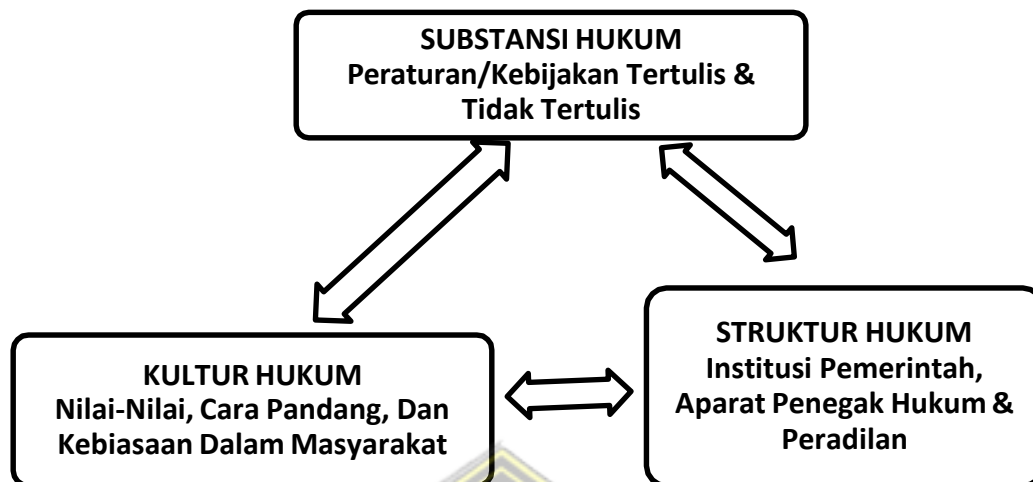 SUBSTANSI HUKUM
Peraturan/Kebijakan Tertulis &
Tidak Tertulis
KULTUR HUKUM
Nilai-Nilai, Cara Pandang, Dan
Kebiasaan Dalam Masyarakat
STRUKTUR HUKUM
Institusi Pemerintah,
Aparat Penegak Hukum &
Peradilan